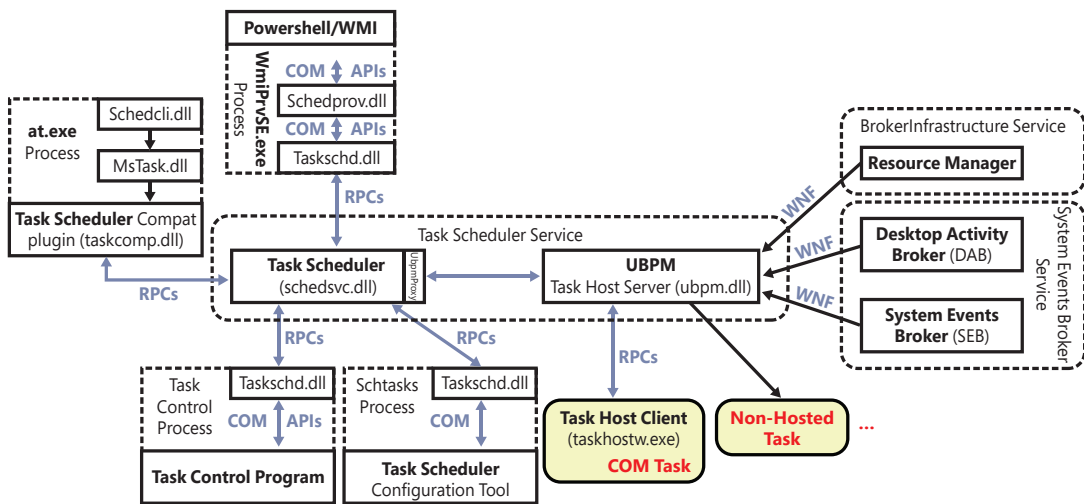 Powershell/WMI
WmiPrvSE.exe
Process
COM APIs
Schedprov.dll
COM APIs
Taskschd.dll
RPCs
Schedcli.dll
at.exe
Process
MsTask.dll
Task Scheduler Compat
plugin (taskcomp.dll)
RPCs
BrokerInfrastructure Service
Resource Manager
WNF
System Events Broker
Service
Desktop Activity
Broker (DAB)
WNF
System Events
Broker (SEB)
WNF
Task Scheduler Service
Task Scheduler
(schedsvc.dll)
UbpmProxy
UBPM
Task Host Server (ubpm.dll)
RPCs
RPCs
RPCs
Task
Control
Process
Taskschd.dll
COM APIs
Task Control Program
Schtasks
Process
Taskschd.dll
COM
Task Scheduler
Configuration Tool
Task Host Client
(taskhostw.exe)
COM Task
Non-Hosted
Task
...